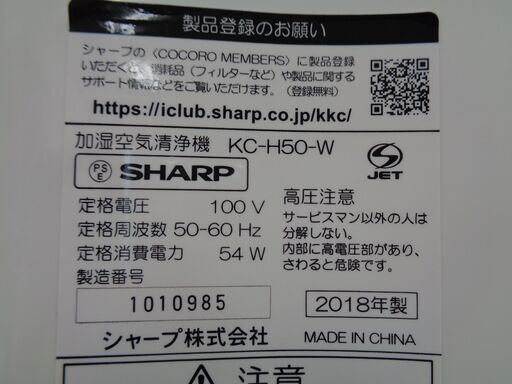 製品登録のお願い
シャープの〈COCORO MEMBERS〉に製品登録
いただくと、消耗品（フィルターなど）や製品に関する
サポート情報などをご覧いただけます。（登録無料）
https://iclub.sharp.co.jp/kkc/
加湿空気清浄機 KC-H50-W
PS E SHARP
S JET
定格電圧 100 V
定格周波数 50-60 Hz
定格消費電力 54 W
製造番号
1010985
高圧注意
サービスマン以外の人は
分解しない。
内部に高電圧部があり、
さわると危険です。
2018年製
シャープ株式会社
MADE IN CHINA
注意